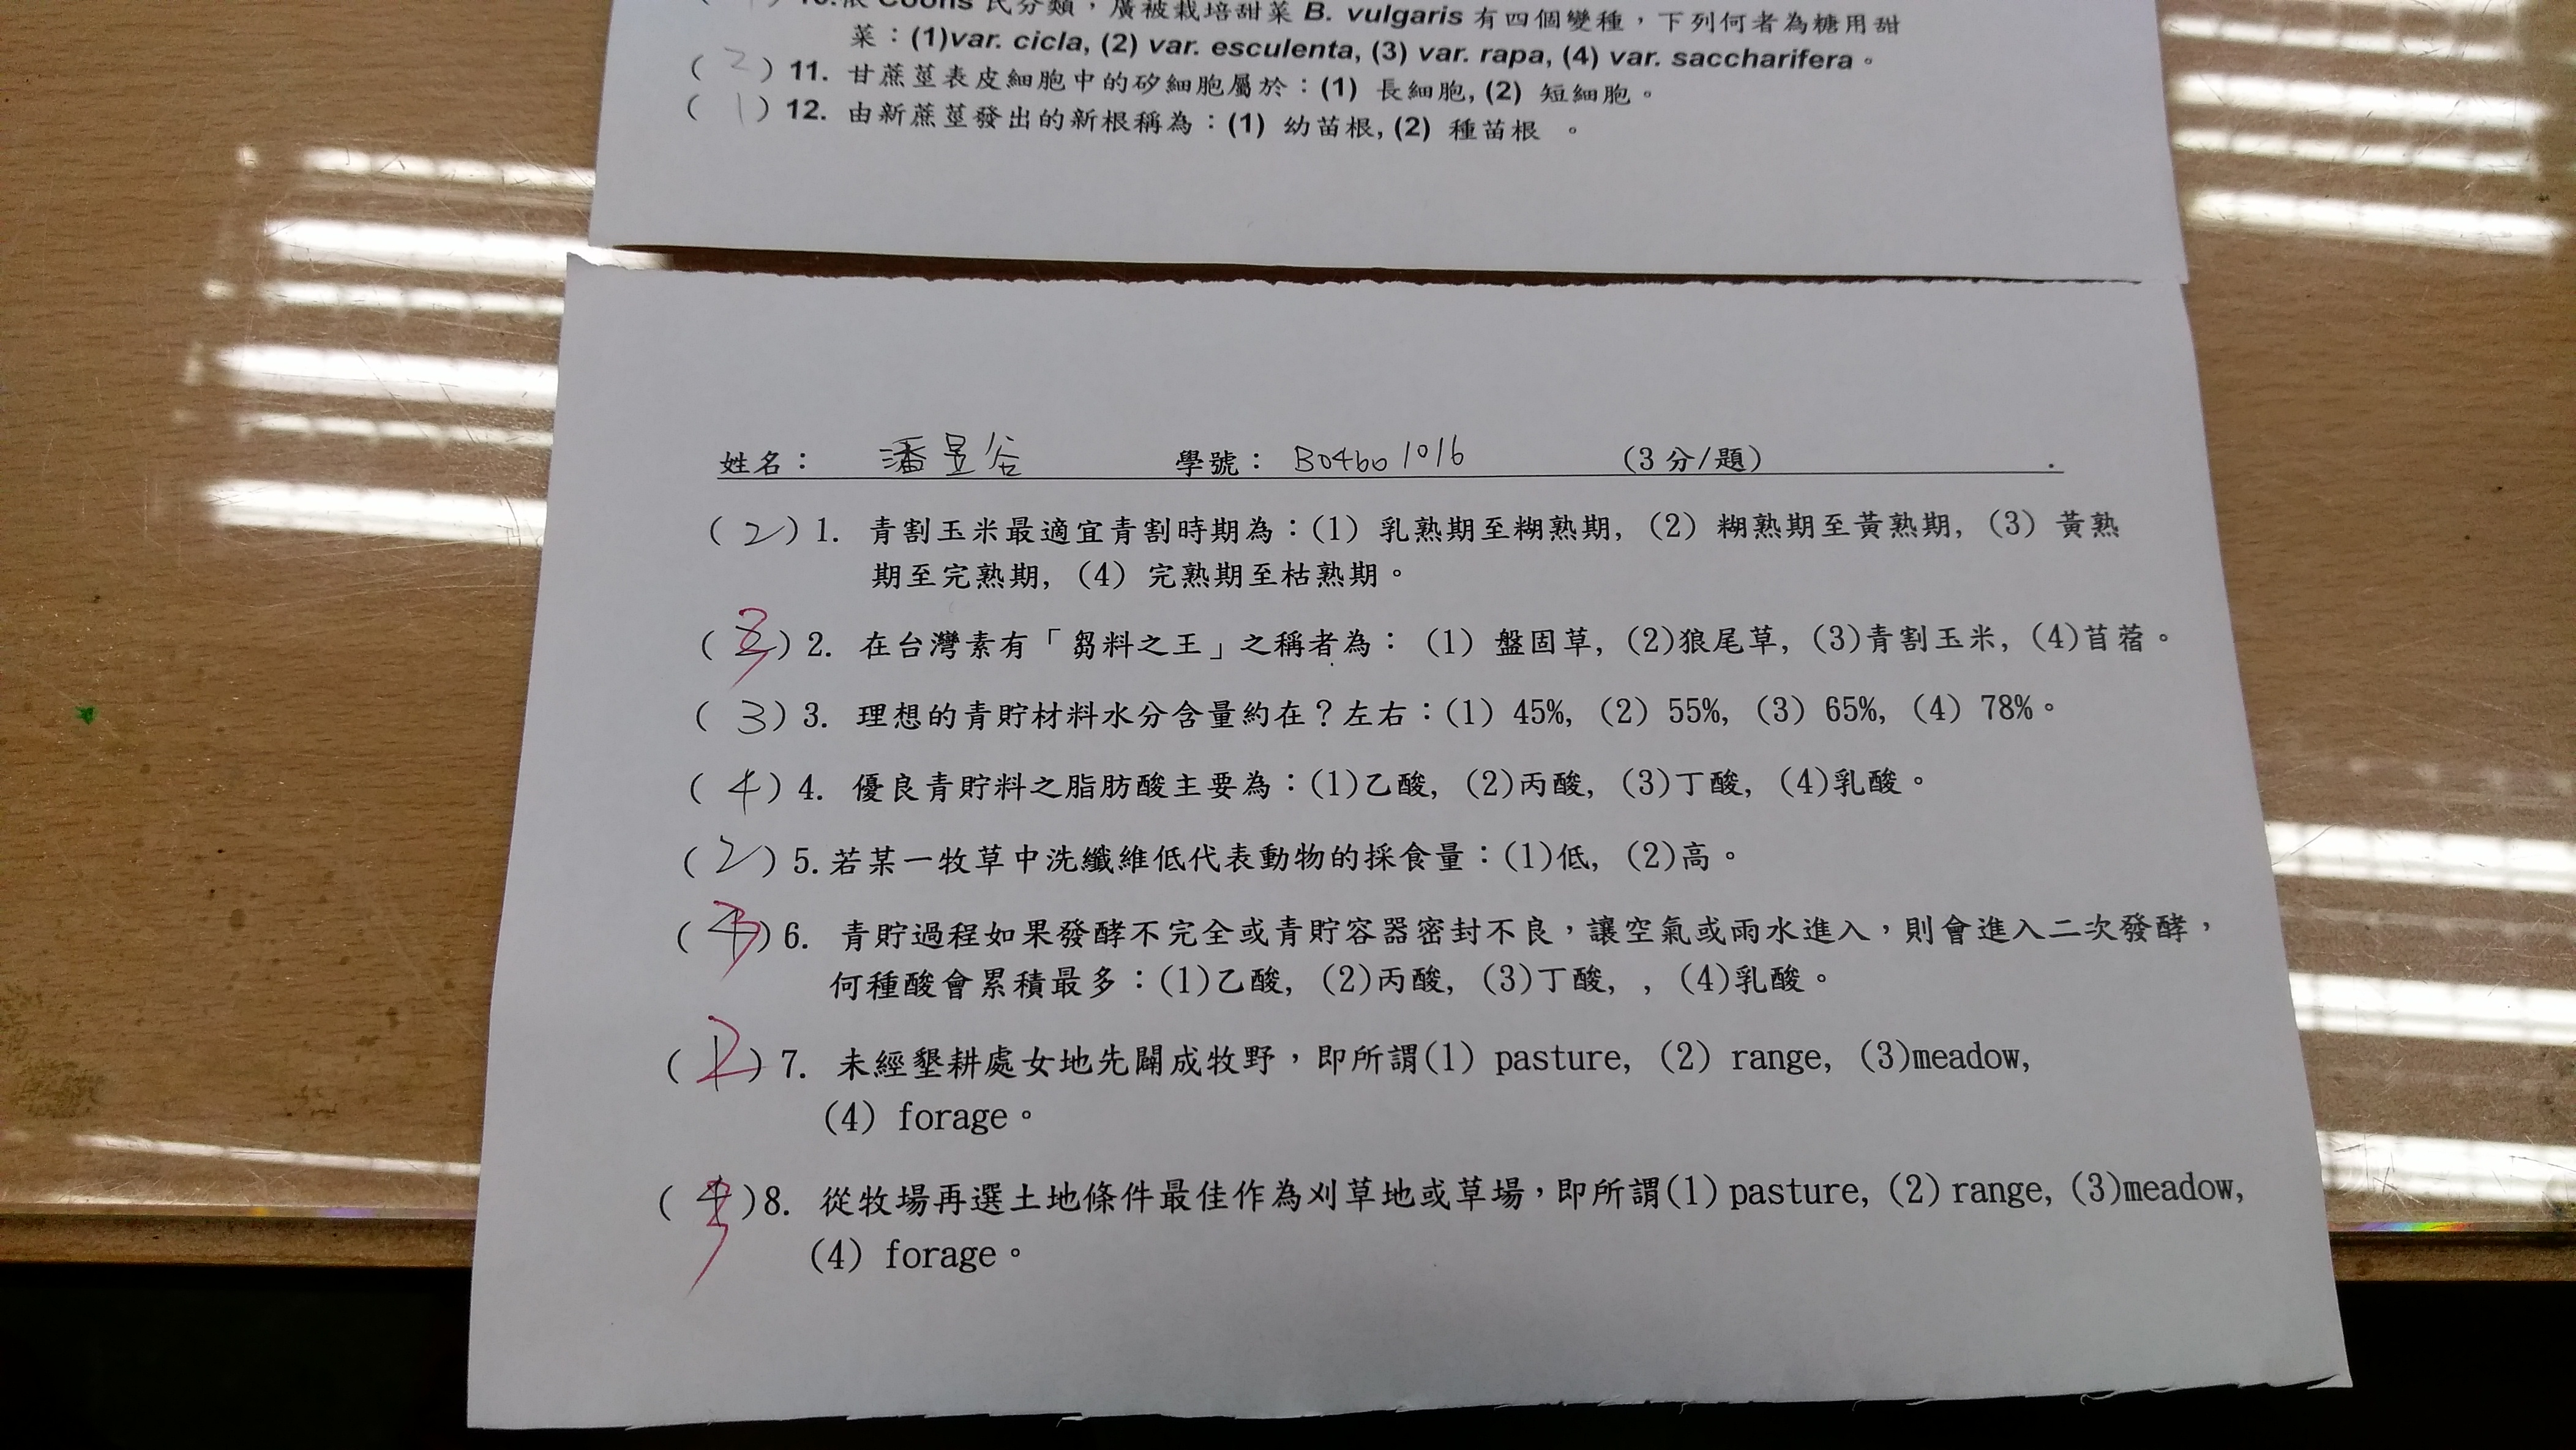 10.依 Coons 氏分類，廣被栽培甜菜 B. vulgaris 有四個變種，下列何者為糖用甜
菜：(1)var. cicla, (2) var. esculenta, (3) var. rapa, (4) var. saccharifera。
( 2 ) 11. 甘蔗莖表皮細胞中的矽細胞屬於：(1) 長細胞, (2) 短細胞。
( 1 ) 12. 由新蔗莖發出的新根稱為：(1) 幼苗根, (2) 種苗根 。
姓名： 潘昱谷 學號： B04601016 (3 分/題) .
( 2 ) 1. 青割玉米最適宜青割時期為：(1) 乳熟期至糊熟期, (2) 糊熟期至黃熟期, (3) 黃熟
期至完熟期, (4) 完熟期至枯熟期。
( 3 ) 2. 在台灣素有「芻料之王」之稱者為： (1) 盤固草, (2)狼尾草, (3)青割玉米, (4)苜蓿。
( 3 ) 3. 理想的青貯材料水分含量約在？左右：(1) 45%, (2) 55%, (3) 65%, (4) 78%。
( 4 ) 4. 優良青貯料之脂肪酸主要為：(1)乙酸, (2)丙酸, (3)丁酸, (4)乳酸。
( 2 ) 5.若某一牧草中洗纖維低代表動物的採食量：(1)低, (2)高。
( 4 3 ) 6. 青貯過程如果發酵不完全或青貯容器密封不良，讓空氣或雨水進入，則會進入二次發酵，
何種酸會累積最多：(1)乙酸, (2)丙酸, (3)丁酸, , (4)乳酸。
( 1 2 ) 7. 未經墾耕處女地先闢成牧野，即所謂(1) pasture, (2) range, (3)meadow,
(4) forage。
( 4 3 )8. 從牧場再選土地條件最佳作為刈草地或草場，即所謂(1) pasture, (2) range, (3)meadow,
(4) forage。